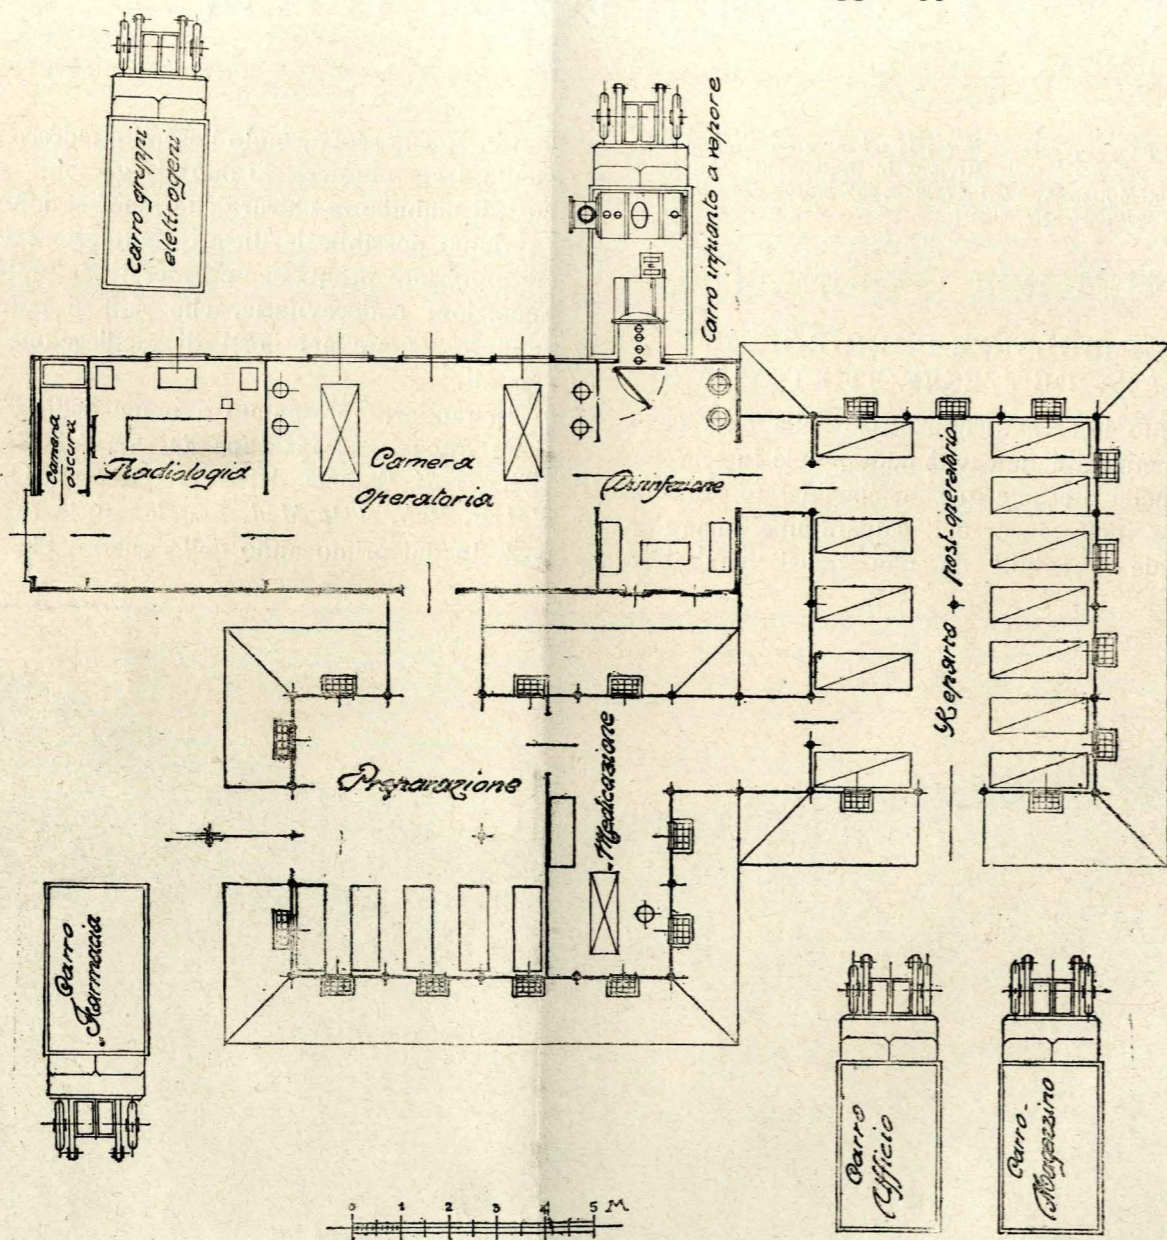 Carro gruppi
elettrogeni
Carro impianto a vapore
Camera
oscura
Radiologia
Camera
operatoria
Disinfezione
Reparto post-operatorio
Preparazione
Medicazione
Carro
Farmacia
Carro
Ufficio
Carro-
Magazzino
0 1 2 3 4 5 M